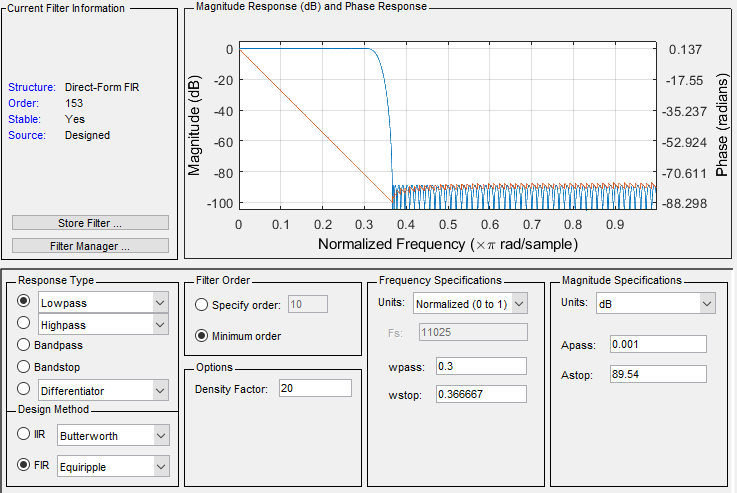 Current Filter Information
Structure: Direct-Form FIR
Order: 153
Stable: Yes
Source: Designed
Store Filter ...
Filter Manager ...
Magnitude Response (dB) and Phase Response
Magnitude (dB)
0
-20
-40
-60
-80
-100
0
0.1
0.2
0.3
0.4
0.5
0.6
0.7
0.8
0.9
Normalized Frequency (×π rad/sample)
0.137
-17.55
-35.237
-52.924
-70.611
-88.298
Phase (radians)
Response Type
Lowpass
Highpass
Bandpass
Bandstop
Differentiator
Design Method
IIR Butterworth
FIR Equiripple
Filter Order
Specify order: 10
Minimum order
Options
Density Factor: 20
Frequency Specifications
Units: Normalized (0 to 1)
Fs: 11025
wpass: 0.3
wstop: 0.366667
Magnitude Specifications
Units: dB
Apass: 0.001
Astop: 89.54